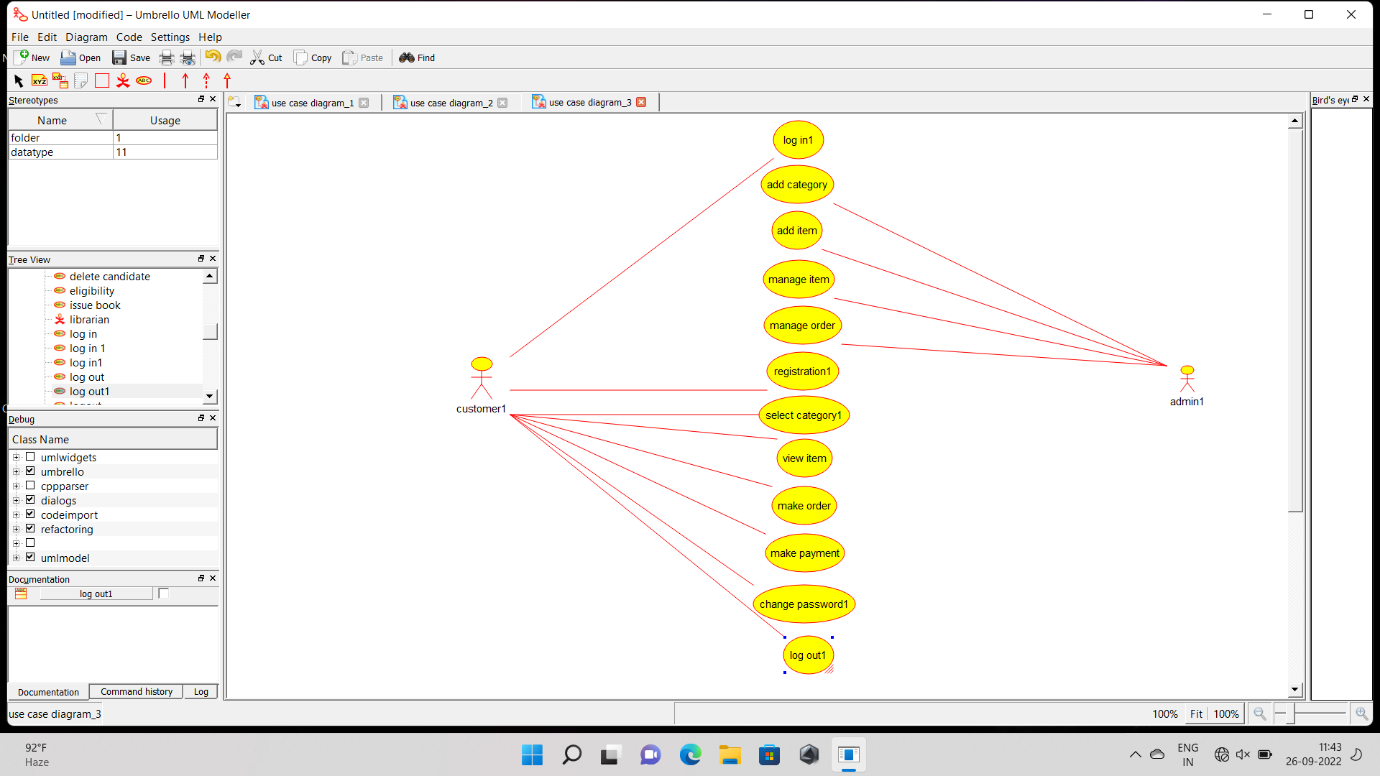 Untitled [modified] – Umbrello UML Modeller
File Edit Diagram Code Settings Help
New Open Save Cut Copy Paste Find
XYZ ABC
Stereotypes
Name Usage
folder 1
datatype 11
Tree View
delete candidate
eligibility
issue book
librarian
log in
log in 1
log in1
log out
log out1
Debug
Class Name
umlwidgets
umbrello
cppparser
dialogs
codeimport
refactoring
umlmodel
Documentation
log out1
Documentation Command history Log
use case diagram_1 use case diagram_2 use case diagram_3
log in1
add category
add item
manage item
manage order
registration1
select category1
view item
make order
make payment
change password1
log out1
customer1
admin1
Bird's ey
use case diagram_3
100% Fit 100%
92°F
Haze
ENG
IN
11:43
26-09-2022